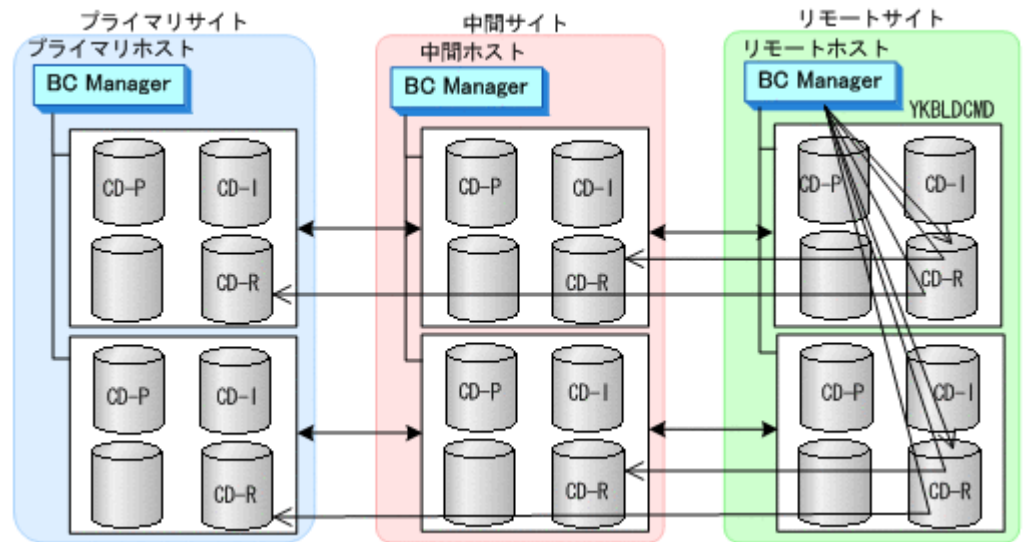 プライマリサイト
プライマリホスト
BC Manager
CD-P
CD-I
CD-R
CD-P
CD-I
CD-R
中間サイト
中間ホスト
BC Manager
CD-P
CD-I
CD-R
CD-P
CD-I
CD-R
リモートサイト
リモートホスト
BC Manager
YKBLDCMD
CD-P
CD-I
CD-R
CD-P
CD-I
CD-R